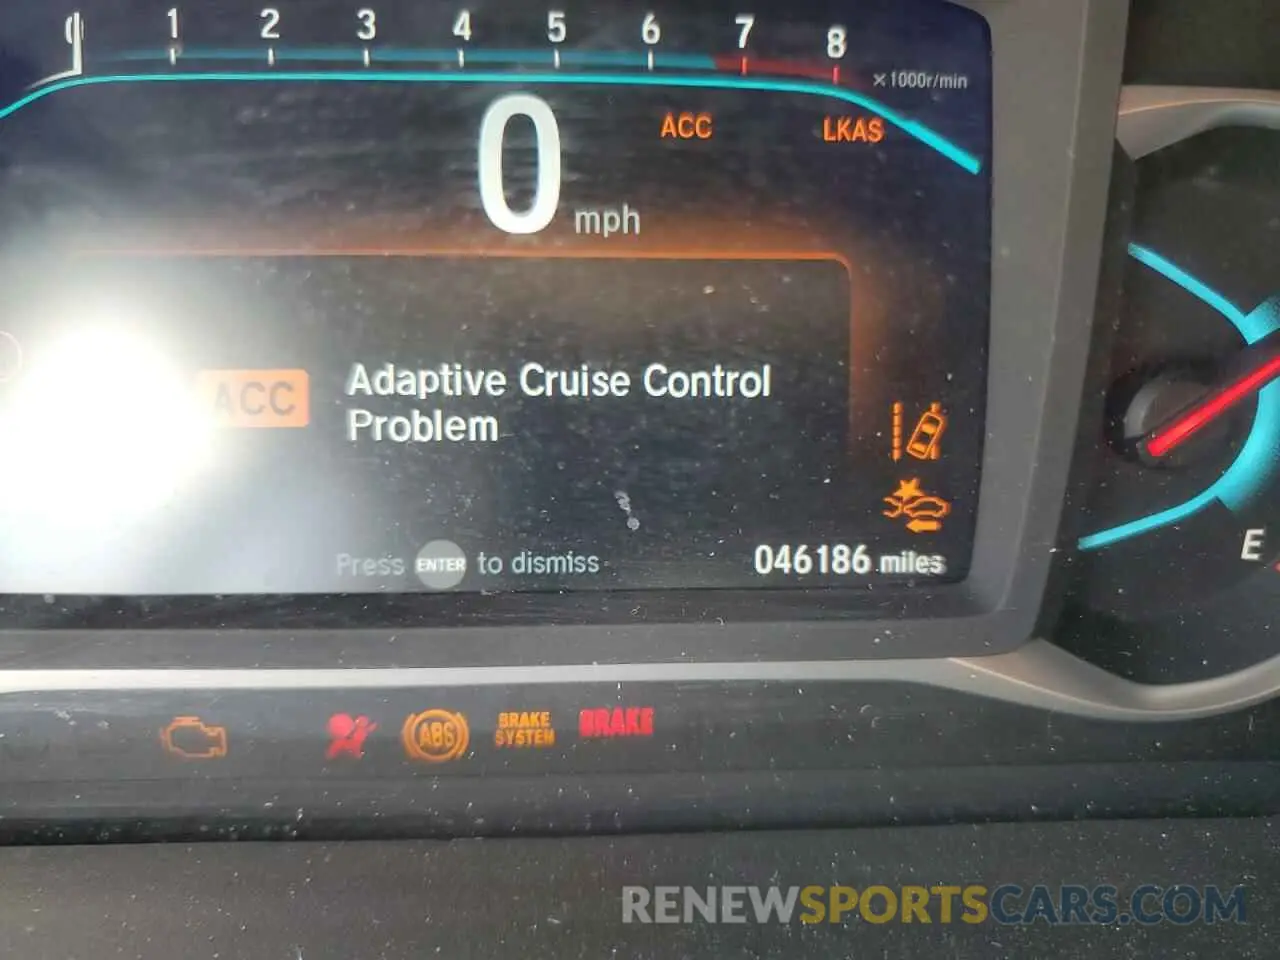 0 1 2 3 4 5 6 7 8
×1000r/min
ACC LKAS
0 mph
ACC
Adaptive Cruise Control
Problem
Press ENTER to dismiss
046186 miles
E
ABS
BRAKE
SYSTEM
BRAKE
RENEWSPORTSCARS.COM